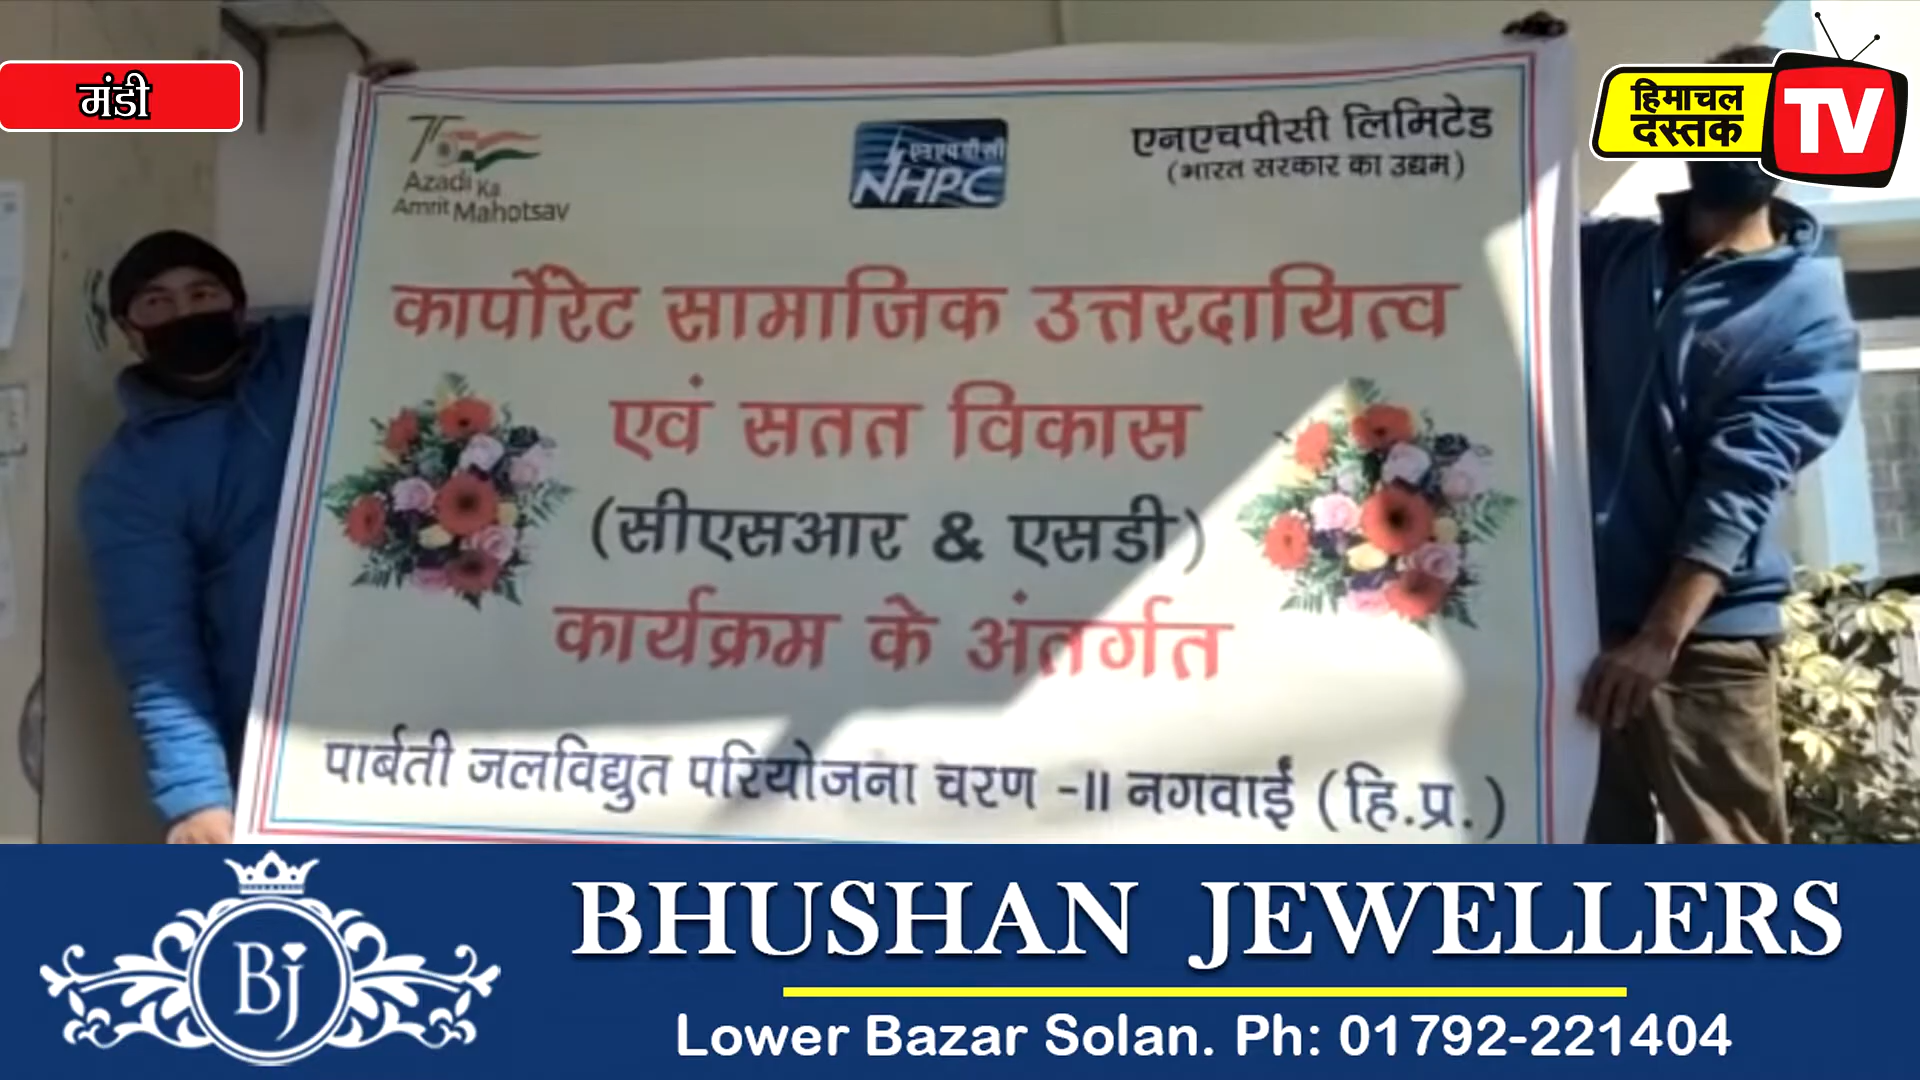 मंडी
हिमाचल
दस्तक
TV
75
Azadi Ka
Amrit Mahotsav
एनएचपीसी
NHPC
एनएचपीसी लिमिटेड
(भारत सरकार का उद्यम)
कार्पोरेट सामाजिक उत्तरदायित्व
एवं सतत विकास
(सीएसआर & एसडी)
कार्यक्रम के अंतर्गत
पार्बती जलविद्युत परियोजना चरण -II नगवाईं (हि.प्र.)
Bj
BHUSHAN JEWELLERS
Lower Bazar Solan. Ph: 01792-221404